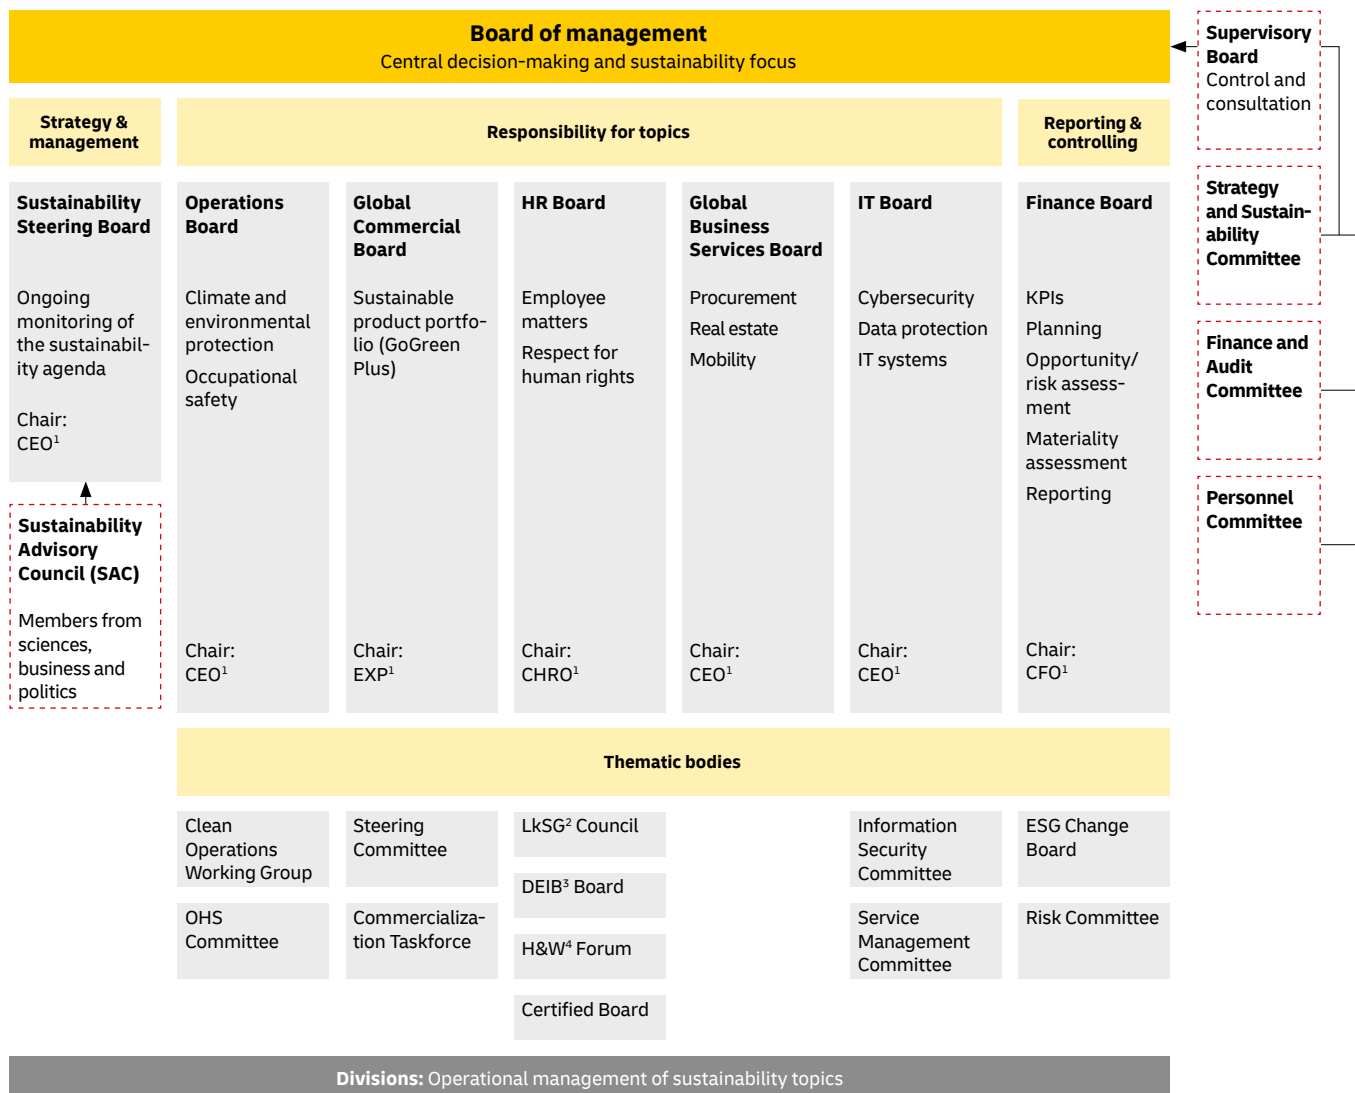 Board of management
Central decision-making and sustainability focus
Supervisory
Board
Control and
consultation
Strategy &
management
Responsibility for topics
Reporting &
controlling
Sustainability
Steering Board
Ongoing
monitoring of
the sustainabil-
ity agenda
Chair:
CEO¹
Sustainability
Advisory
Council (SAC)
Members from
sciences,
business and
politics
Operations
Board
Climate and
environmental
protection
Occupational
safety
Chair:
CEO¹
Global
Commercial
Board
Sustainable
product portfo-
lio (GoGreen
Plus)
Chair:
EXP¹
HR Board
Employee
matters
Respect for
human rights
Chair:
CHRO¹
Global
Business
Services Board
Procurement
Real estate
Mobility
Chair:
CEO¹
IT Board
Cybersecurity
Data protection
IT systems
Chair:
CEO¹
Finance Board
KPIs
Planning
Opportunity/
risk assess-
ment
Materiality
assessment
Reporting
Chair:
CFO¹
Strategy
and Sustain-
ability
Committee
Finance and
Audit
Committee
Personnel
Committee
Thematic bodies
Clean
Operations
Working Group
OHS
Committee
Steering
Committee
Commercializa-
tion Taskforce
LkSG² Council
DEIB³ Board
H&W⁴ Forum
Certified Board
Information
Security
Committee
Service
Management
Committee
ESG Change
Board
Risk Committee
Divisions: Operational management of sustainability topics